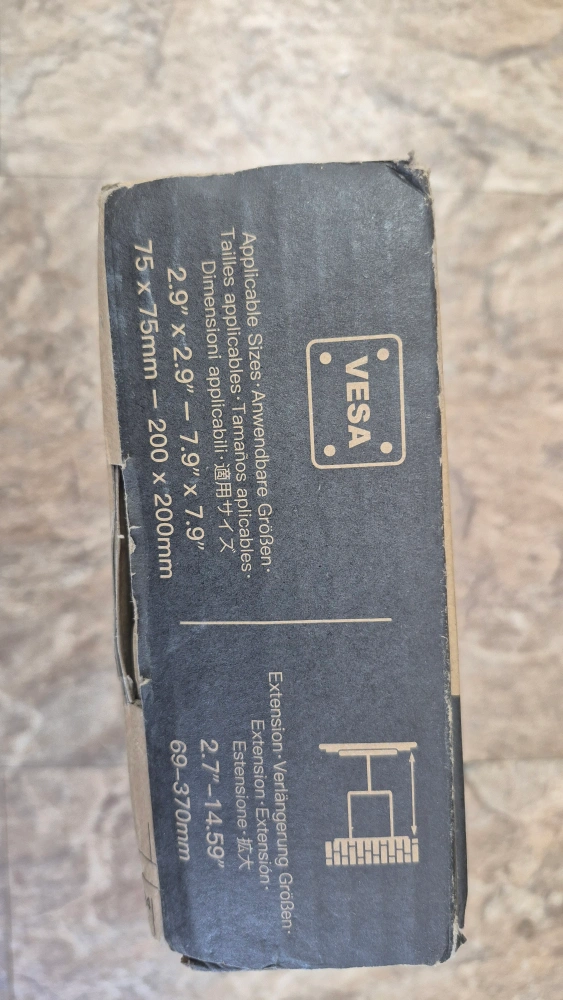 VESA
Applicable Sizes·Anwendbare Größen·
Tailles applicables·Tamaños aplicables·
Dimensioni applicabili·適用サイズ
2.9" x 2.9" – 7.9" x 7.9"
75 x 75mm – 200 x 200mm
Extension·Verlängerung Größen·
Extension·Extensión·
Estensione·拡大
2.7"–14.59"
69–370mm